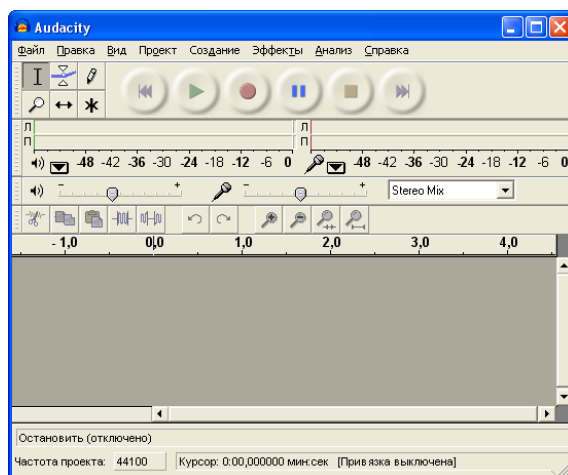 Audacity
Файл Правка Вид Проект Создание Эффекты Анализ Справка
Л Л
П П
-48 -42 -36 -30 -24 -18 -12 -6 0 -48 -42 -36 -30 -24 -18 -12 -6 0
- + - + Stereo Mix
- 1,0 0,0 1,0 2,0 3,0 4,0
Остановить (отключено)
Частота проекта: 44100 Курсор: 0:00,000000 мин:сек [Привязка выключена]